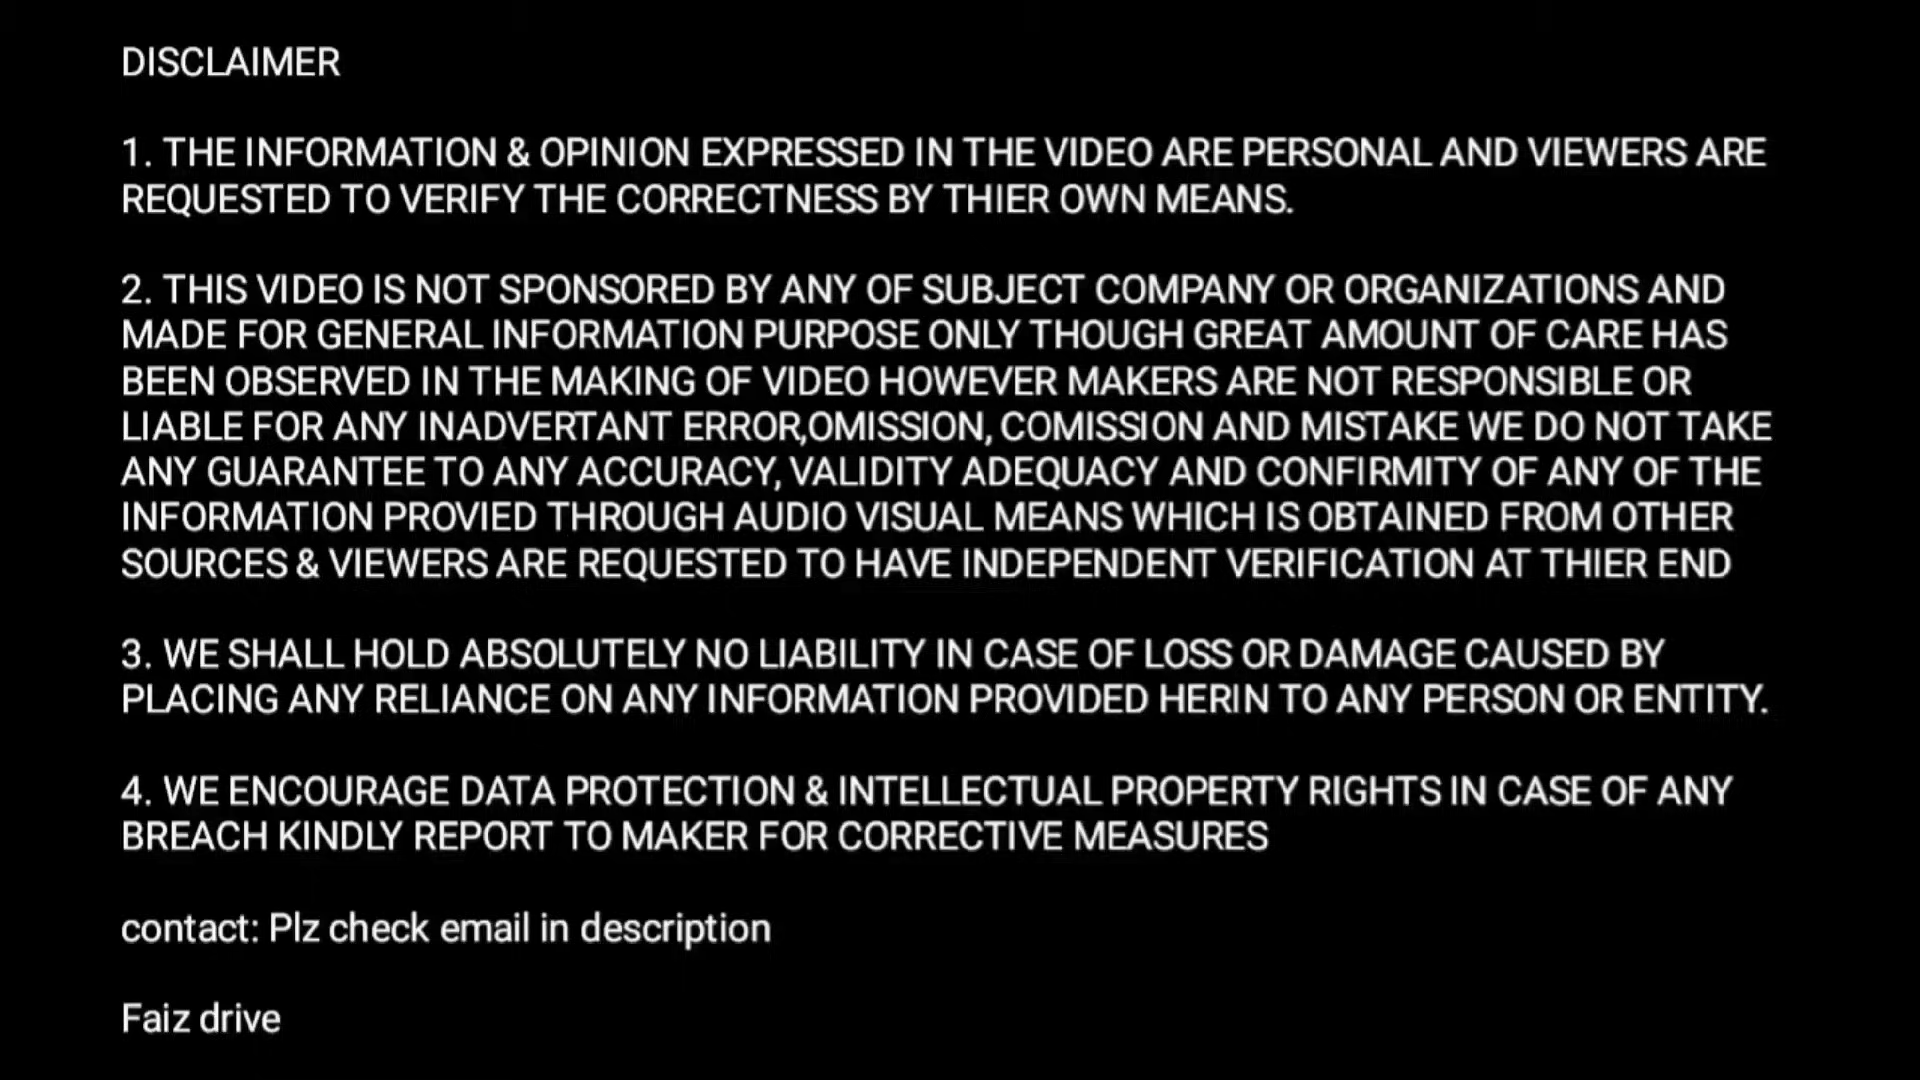 DISCLAIMER
1. THE INFORMATION & OPINION EXPRESSED IN THE VIDEO ARE PERSONAL AND VIEWERS ARE
REQUESTED TO VERIFY THE CORRECTNESS BY THIER OWN MEANS.
2. THIS VIDEO IS NOT SPONSORED BY ANY OF SUBJECT COMPANY OR ORGANIZATIONS AND
MADE FOR GENERAL INFORMATION PURPOSE ONLY THOUGH GREAT AMOUNT OF CARE HAS
BEEN OBSERVED IN THE MAKING OF VIDEO HOWEVER MAKERS ARE NOT RESPONSIBLE OR
LIABLE FOR ANY INADVERTANT ERROR,OMISSION, COMISSION AND MISTAKE WE DO NOT TAKE
ANY GUARANTEE TO ANY ACCURACY, VALIDITY ADEQUACY AND CONFIRMITY OF ANY OF THE
INFORMATION PROVIED THROUGH AUDIO VISUAL MEANS WHICH IS OBTAINED FROM OTHER
SOURCES & VIEWERS ARE REQUESTED TO HAVE INDEPENDENT VERIFICATION AT THIER END
3. WE SHALL HOLD ABSOLUTELY NO LIABILITY IN CASE OF LOSS OR DAMAGE CAUSED BY
PLACING ANY RELIANCE ON ANY INFORMATION PROVIDED HERIN TO ANY PERSON OR ENTITY.
4. WE ENCOURAGE DATA PROTECTION & INTELLECTUAL PROPERTY RIGHTS IN CASE OF ANY
BREACH KINDLY REPORT TO MAKER FOR CORRECTIVE MEASURES
contact: Plz check email in description
Faiz drive